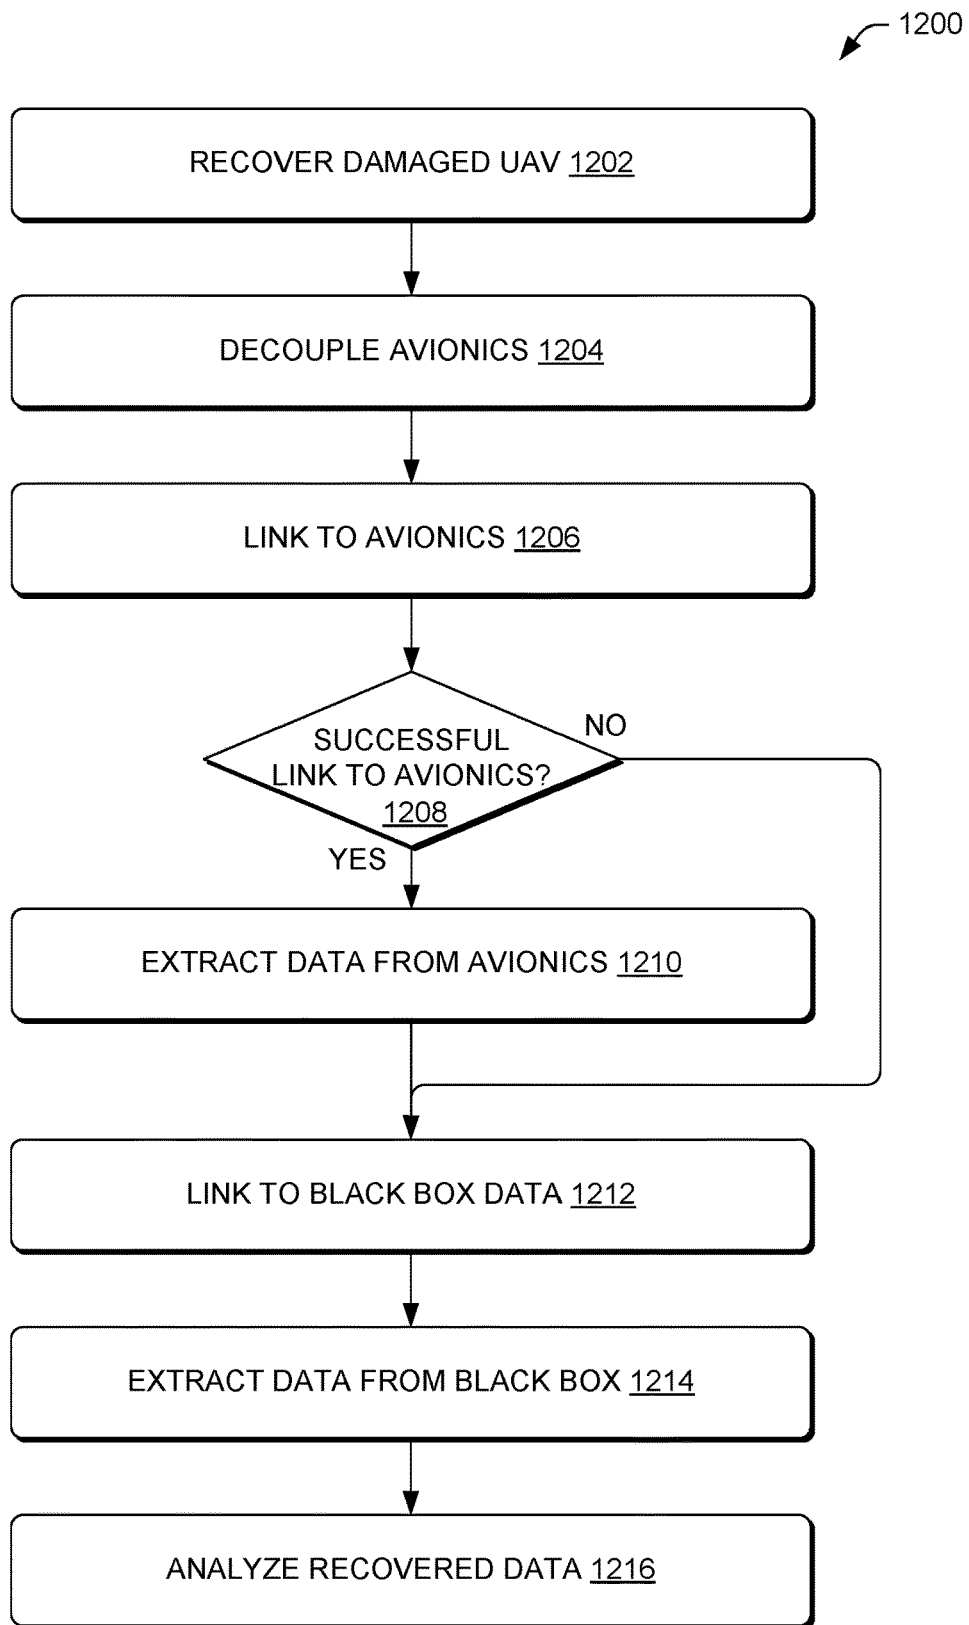 1200
RECOVER DAMAGED UAV 1202
DECOUPLE AVIONICS 1204
LINK TO AVIONICS 1206
SUCCESSFUL
LINK TO AVIONICS?
1208
NO
YES
EXTRACT DATA FROM AVIONICS 1210
LINK TO BLACK BOX DATA 1212
EXTRACT DATA FROM BLACK BOX 1214
ANALYZE RECOVERED DATA 1216